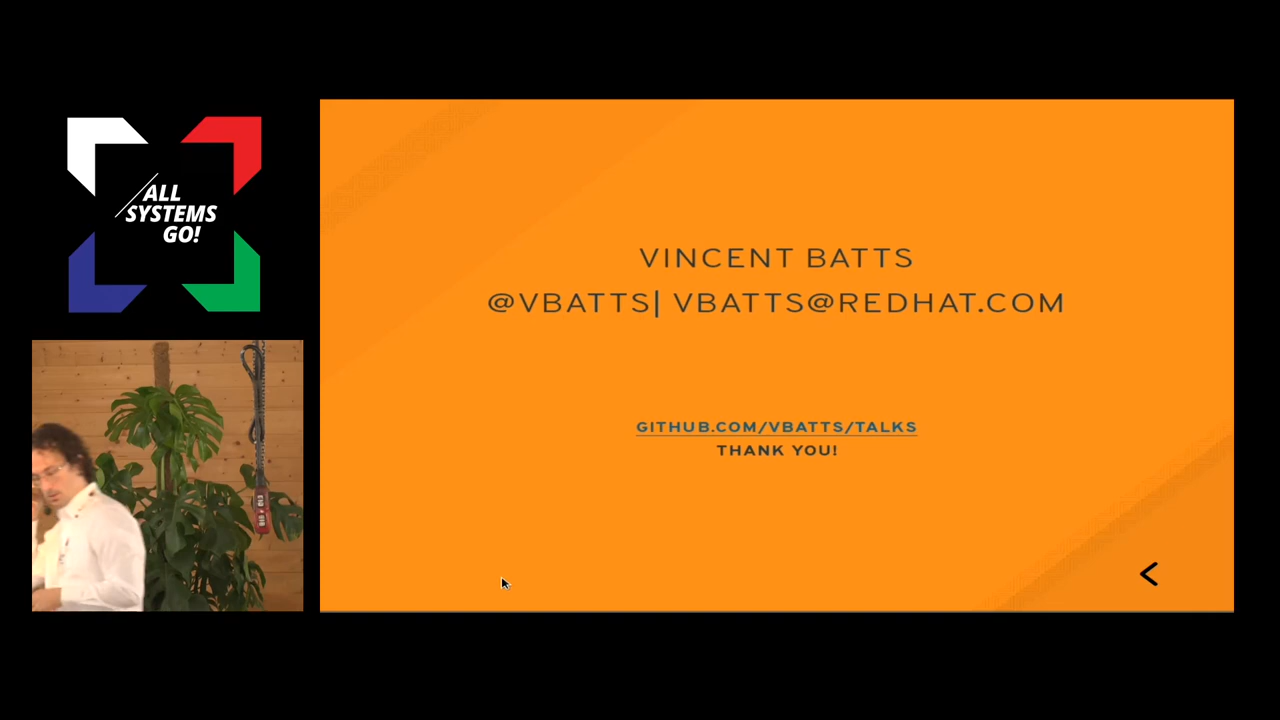 ALL
SYSTEMS
GO!
VINCENT BATTS
@VBATTS| VBATTS@REDHAT.COM
GITHUB.COM/VBATTS/TALKS
THANK YOU!